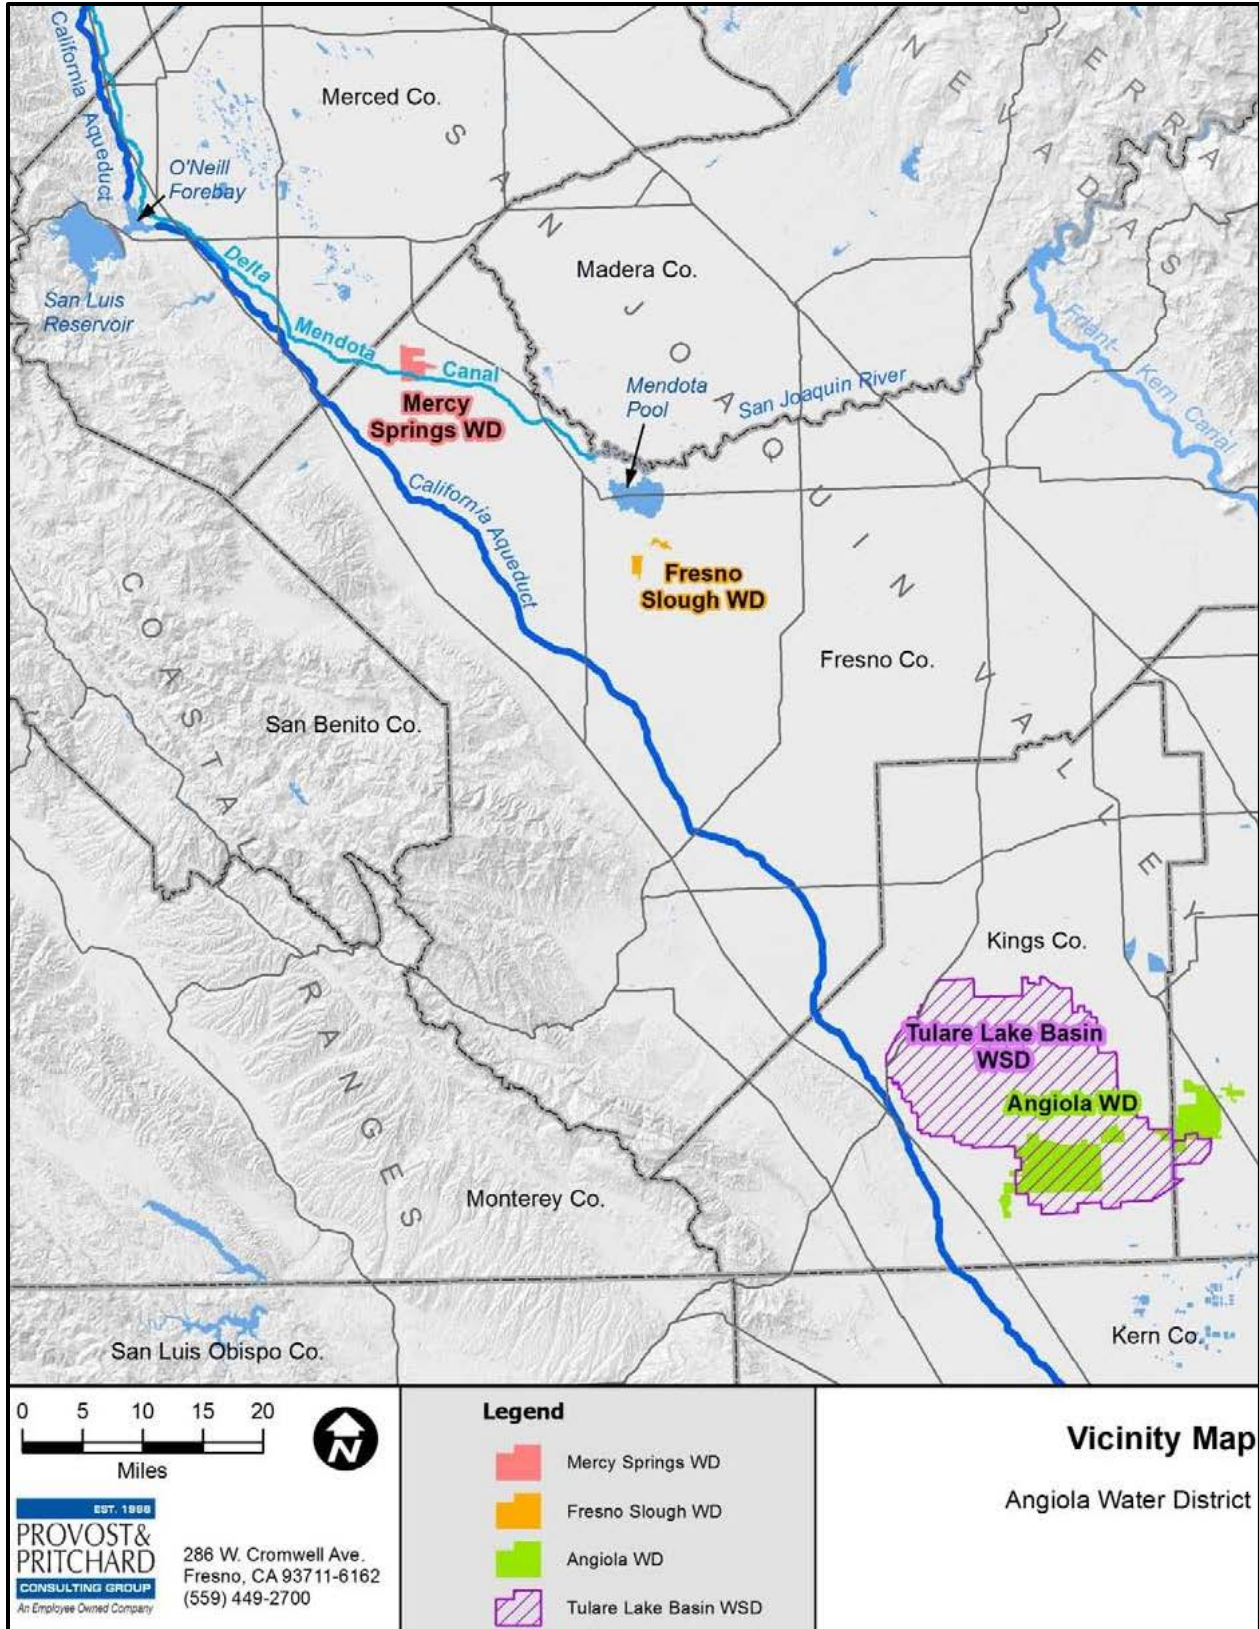 California Aqueduct
Merced Co.
O'Neill
Forebay
SIERRA
NEVADAS
SAN JOAQUIN VALLEY
Delta
Mendota
Canal
Madera Co.
San Luis
Reservoir
Mercy
Springs WD
Mendota
Pool
San Joaquin River
Friant-
Kern Canal
California Aqueduct
Fresno
Slough WD
COASTAL
RANGES
Fresno Co.
San Benito Co.
Kings Co.
Tulare Lake Basin
WSD
Angiola WD
Monterey Co.
San Luis Obispo Co.
Kern Co.
0 5 10 15 20
Miles
N
EST. 1968
PROVOST&
PRITCHARD
CONSULTING GROUP
An Employee Owned Company
286 W. Cromwell Ave.
Fresno, CA 93711-6162
(559) 449-2700
Legend
Mercy Springs WD
Fresno Slough WD
Angiola WD
Tulare Lake Basin WSD
Vicinity Map
Angiola Water District